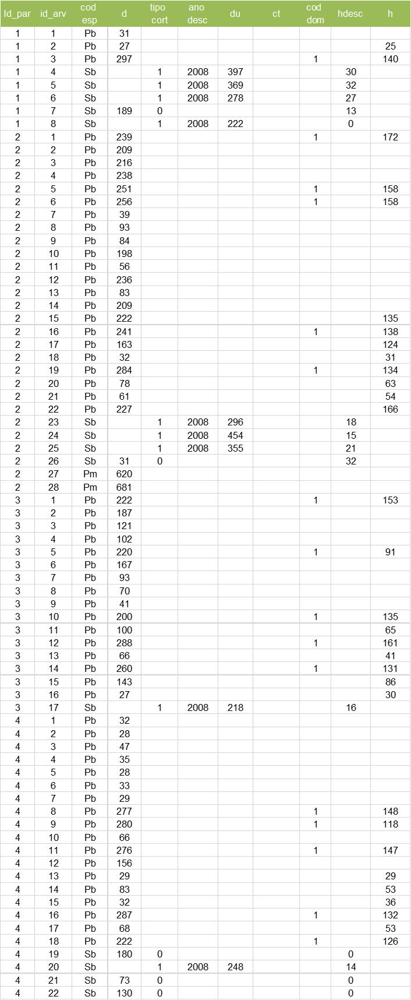 cod tipo ano cod
Id_par id_arv d du ct hdesc h
esp cort desc dom
1 1 Pb 31
1 2 Pb 27 25
1 3 Pb 297 1 140
1 4 Sb 1 2008 397 30
1 5 Sb 1 2008 369 32
1 6 Sb 1 2008 278 27
1 7 Sb 189 0 13
1 8 Sb 1 2008 222 0
2 1 Pb 239 1 172
2 2 Pb 209
2 3 Pb 216
2 4 Pb 238
2 5 Pb 251 1 158
2 6 Pb 256 1 158
2 7 Pb 39
2 8 Pb 93
2 9 Pb 84
2 10 Pb 198
2 11 Pb 56
2 12 Pb 236
2 13 Pb 83
2 14 Pb 209
2 15 Pb 222 135
2 16 Pb 241 1 138
2 17 Pb 163 124
2 18 Pb 32 31
2 19 Pb 284 1 134
2 20 Pb 78 63
2 21 Pb 61 54
2 22 Pb 227 166
2 23 Sb 1 2008 296 18
2 24 Sb 1 2008 454 15
2 25 Sb 1 2008 355 21
2 26 Sb 31 0 32
2 27 Pm 620
2 28 Pm 681
3 1 Pb 222 1 153
3 2 Pb 187
3 3 Pb 121
3 4 Pb 102
3 5 Pb 220 1 91
3 6 Pb 167
3 7 Pb 93
3 8 Pb 70
3 9 Pb 41
3 10 Pb 200 1 135
3 11 Pb 100 65
3 12 Pb 288 1 161
3 13 Pb 66 41
3 14 Pb 260 1 131
3 15 Pb 143 86
3 16 Pb 27 30
3 17 Sb 1 2008 218 16
4 1 Pb 32
4 2 Pb 28
4 3 Pb 47
4 4 Pb 35
4 5 Pb 28
4 6 Pb 33
4 7 Pb 29
4 8 Pb 277 1 148
4 9 Pb 280 1 118
4 10 Pb 66
4 11 Pb 276 1 147
4 12 Pb 156
4 13 Pb 29 29
4 14 Pb 83 53
4 15 Pb 32 36
4 16 Pb 287 1 132
4 17 Pb 68 53
4 18 Pb 222 1 126
4 19 Sb 180 0 0
4 20 Sb 1 2008 248 14
4 21 Sb 73 0 0
4 22 Sb 130 0 0